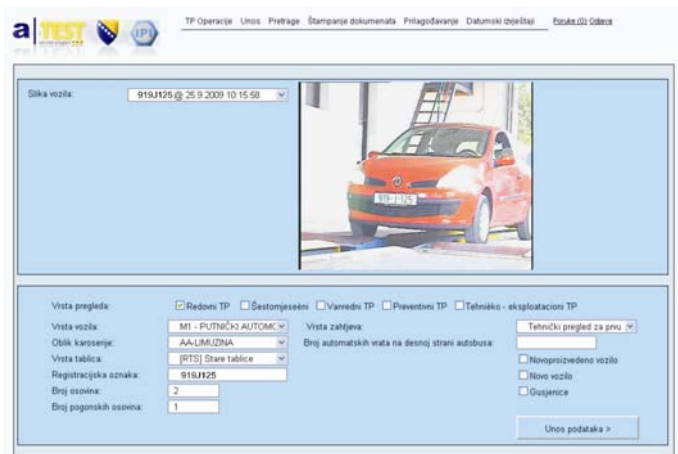 a TEST IPI TP Operacije Unos Pretrage Štampanje dokumenata Prilagođavanje Datumski izvještaji Poruke (0) Odjava
Slika vozila: 919J125 @ 25.9.2009 10:15:58
919-J-125
Vrsta pregleda: Redovni TP Šestomjesečni Vanredni TP Preventivni TP Tehničko - eksploatacioni TP
Vrsta vozila: M1 - PUTNIČKI AUTOMC Vrsta zahtjeva: Tehnički pregled za prvu
Oblik karoserije: AA-LIMUZINA Broj automatskih vrata na desnoj strani autobusa:
Vrsta tablica: [RTS] Stare tablice Novoproizvedeno vozilo
Registracijska oznaka: 919J125 Novo vozilo
Broj osovina: 2 Gusjenice
Broj pogonskih osovina: 1
Unos podataka >